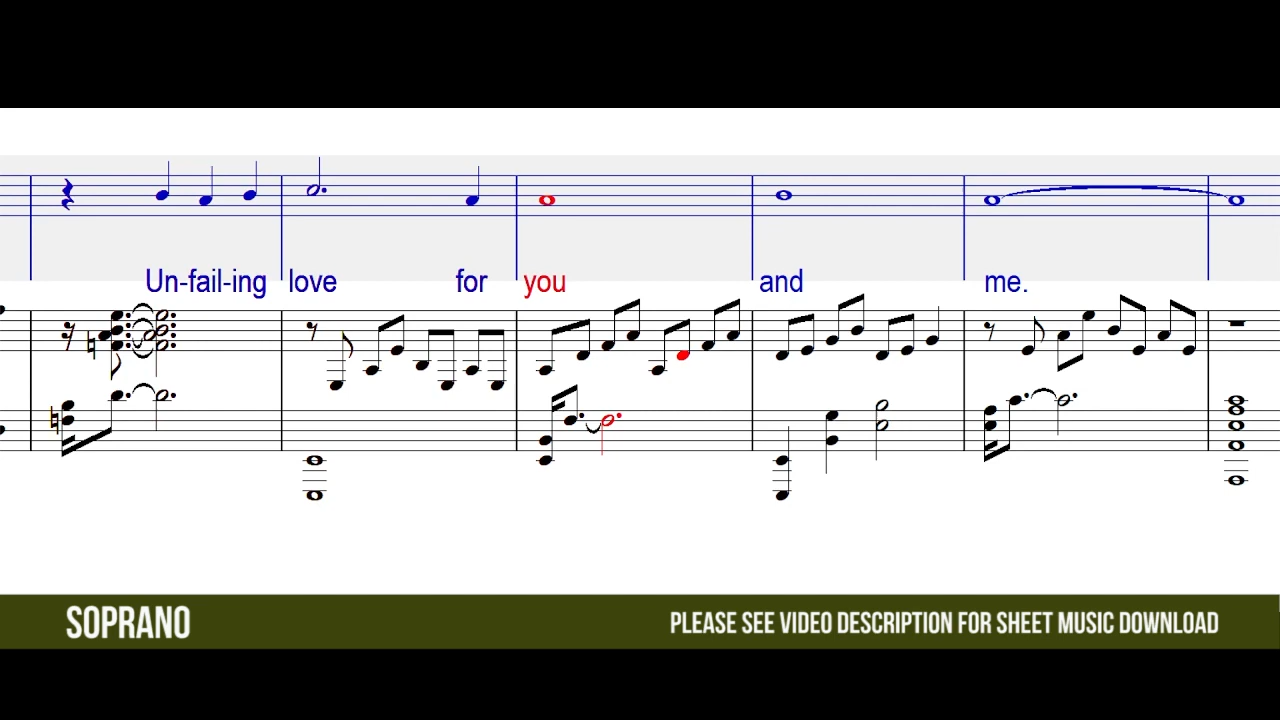 Un-fail-ing love for you and me.
SOPRANO
PLEASE SEE VIDEO DESCRIPTION FOR SHEET MUSIC DOWNLOAD